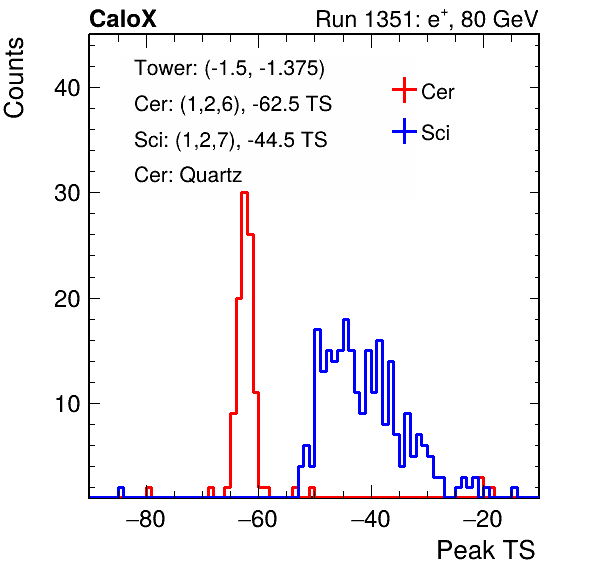 CaloX Run 1351: e⁺, 80 GeV
Tower: (-1.5, -1.375)
Cer: (1,2,6), -62.5 TS
Sci: (1,2,7), -44.5 TS
Cer: Quartz
Cer
Sci
Counts
40
30
20
10
−80 −60 −40 −20
Peak TS